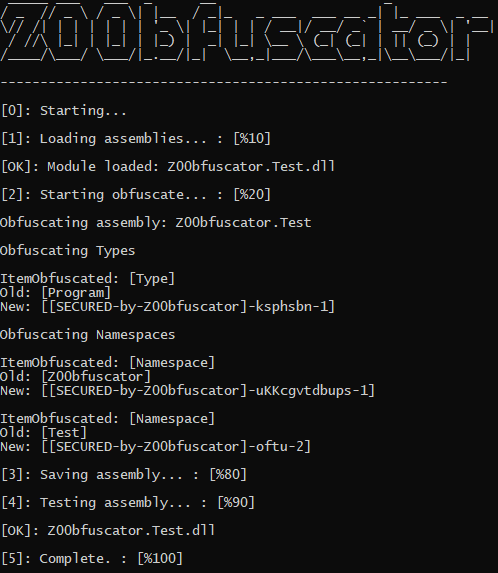 Z00bfuscator
[0]: Starting...
[1]: Loading assemblies... : [%10]
[OK]: Module loaded: Z00bfuscator.Test.dll
[2]: Starting obfuscate... : [%20]
Obfuscating assembly: Z00bfuscator.Test
Obfuscating Types
ItemObfuscated: [Type]
Old: [Program]
New: [[SECURED-by-Z00bfuscator]-ksphsbn-1]
Obfuscating Namespaces
ItemObfuscated: [Namespace]
Old: [Z00bfuscator]
New: [[SECURED-by-Z00bfuscator]-uKKcgvtdbups-1]
ItemObfuscated: [Namespace]
Old: [Test]
New: [[SECURED-by-Z00bfuscator]-oftu-2]
[3]: Saving assembly... : [%80]
[4]: Testing assembly... : [%90]
[OK]: Z00bfuscator.Test.dll
[5]: Complete. : [%100]